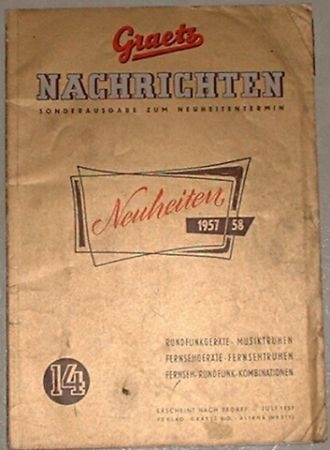 Graetz
NACHRICHTEN
SONDERAUSGABE ZUM NEUHEITENTERMIN
Neuheiten
1957 58
RUNDFUNKGERÄTE · MUSIKTRUHEN
FERNSEHGERÄTE · FERNSEHTRUHEN
FERNSEH-RUNDFUNK-KOMBINATIONEN
14
ERSCHEINT NACH BEDARF - JULI 1957
VERLAG GRAETZ KG. ALTENA (WESTF.)